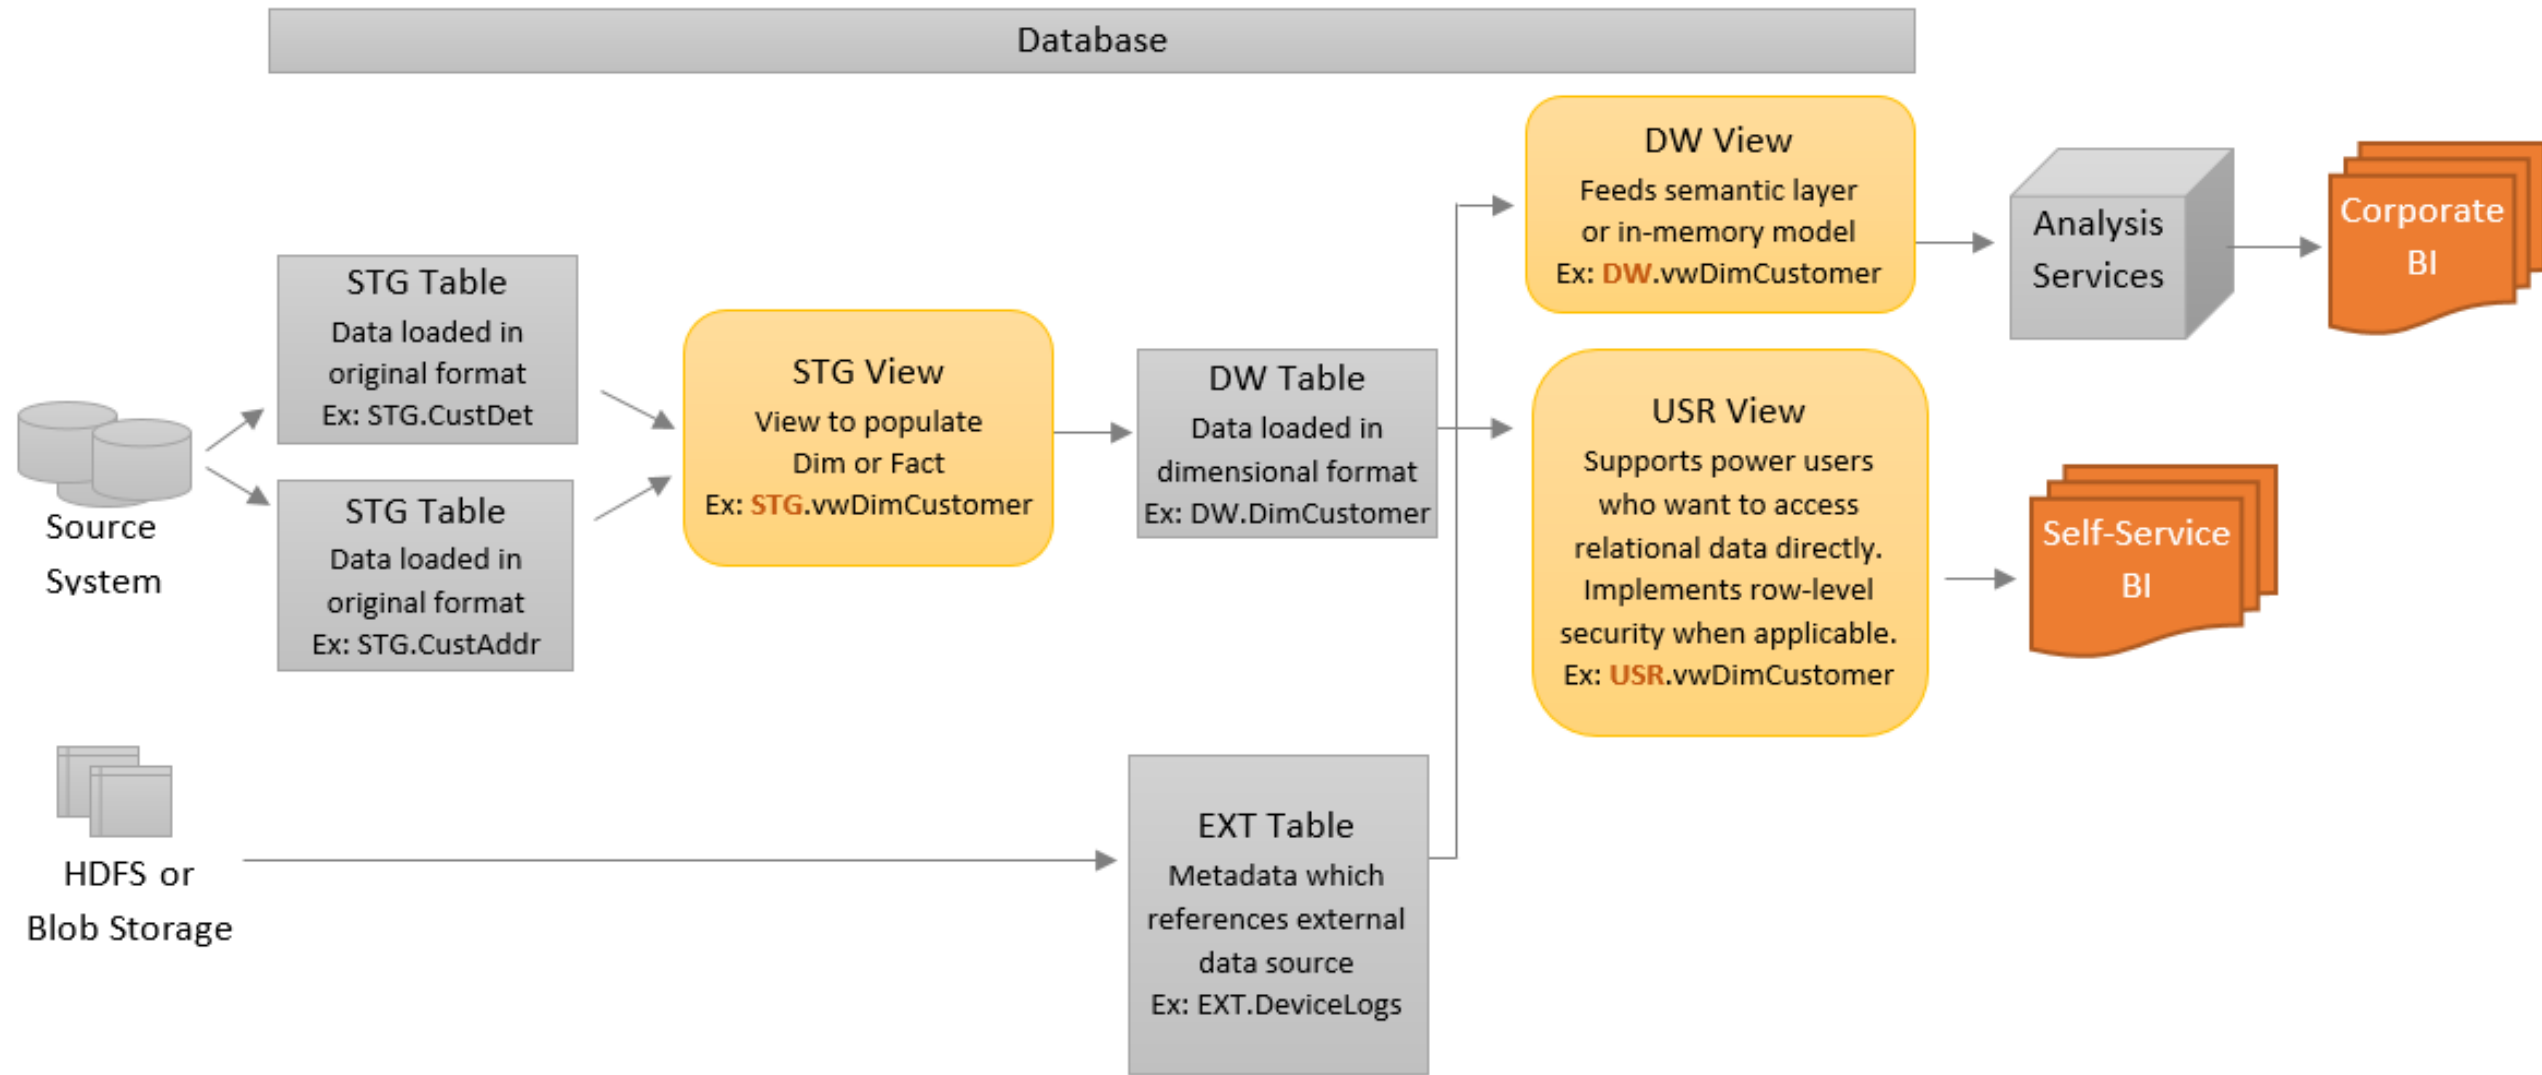 Database
Source
System
STG Table
Data loaded in
original format
Ex: STG.CustDet
STG Table
Data loaded in
original format
Ex: STG.CustAddr
STG View
View to populate
Dim or Fact
Ex: STG.vwDimCustomer
DW Table
Data loaded in
dimensional format
Ex: DW.DimCustomer
DW View
Feeds semantic layer
or in-memory model
Ex: DW.vwDimCustomer
Analysis
Services
Corporate
BI
USR View
Supports power users
who want to access
relational data directly.
Implements row-level
security when applicable.
Ex: USR.vwDimCustomer
Self-Service
BI
HDFS or
Blob Storage
EXT Table
Metadata which
references external
data source
Ex: EXT.DeviceLogs